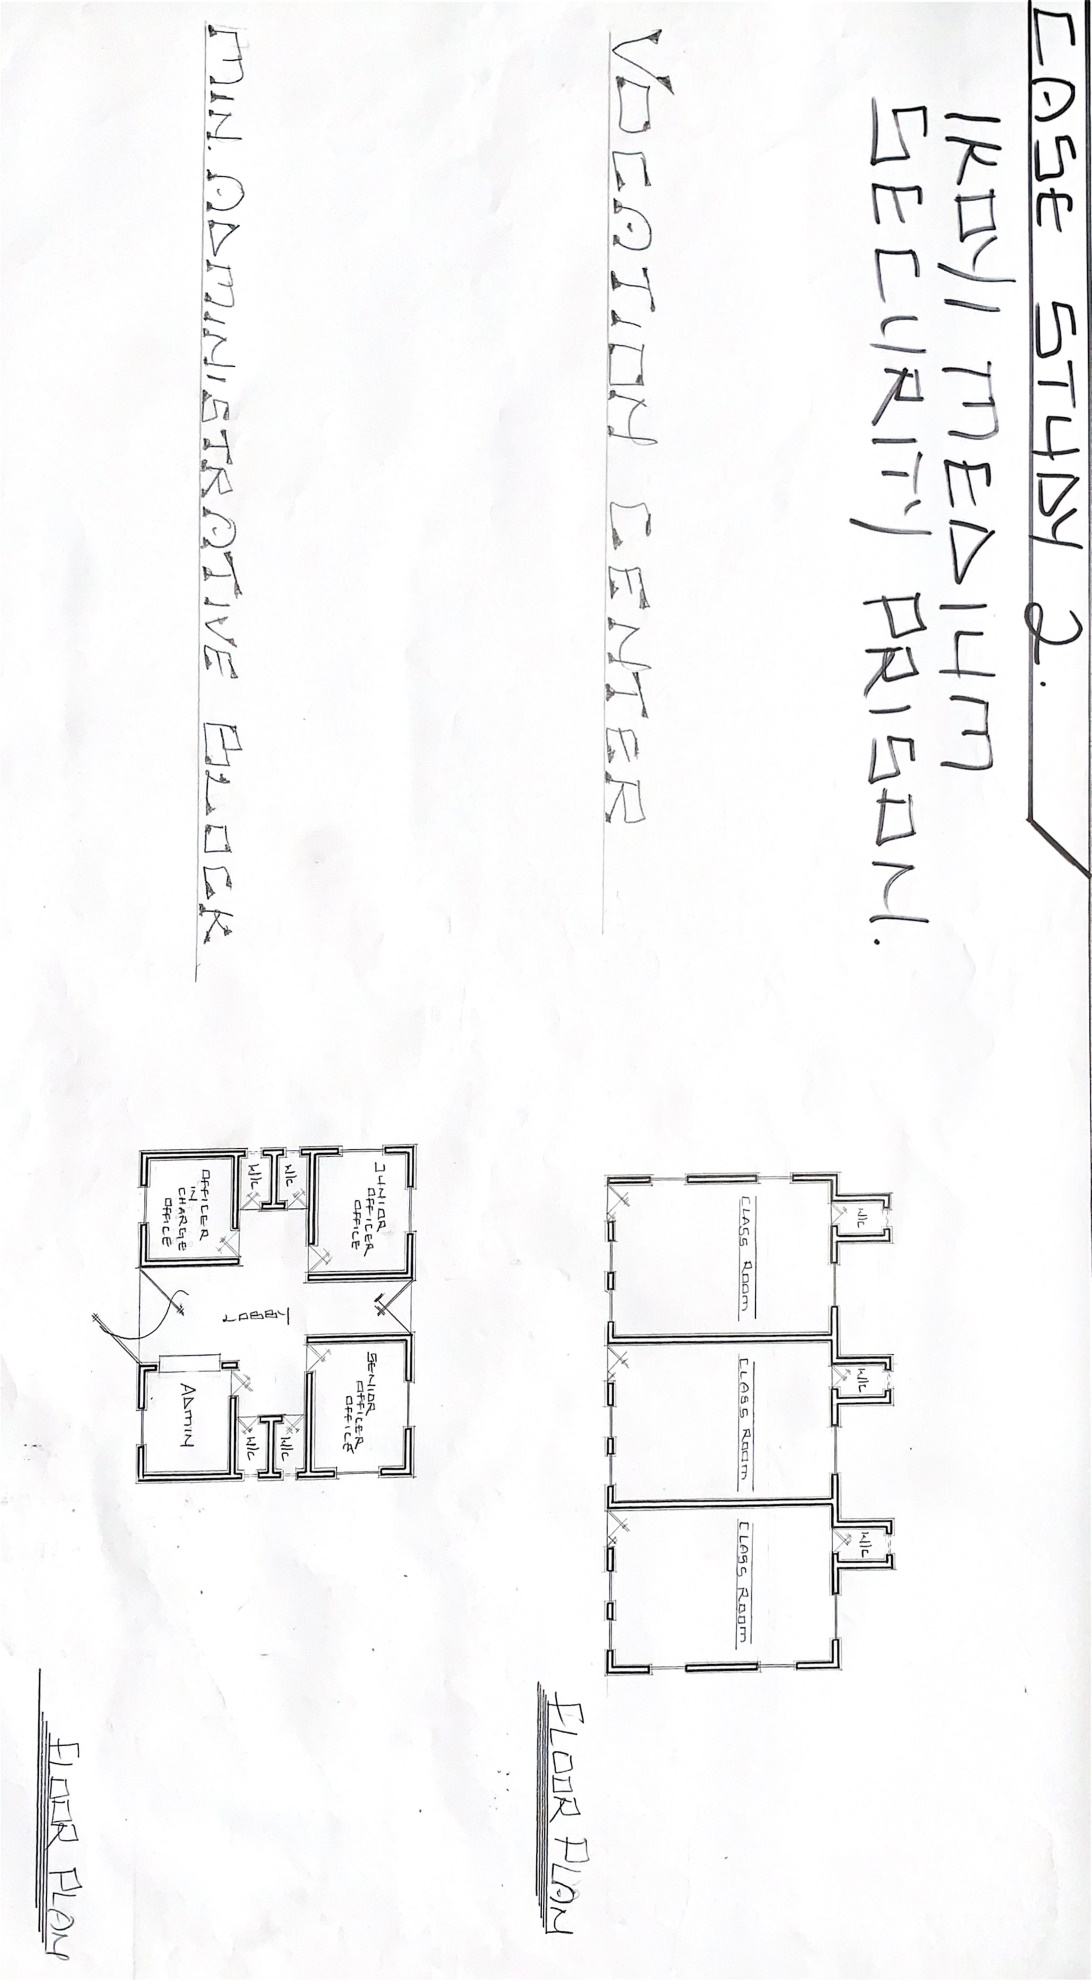 CASE STUDY 2.
IKOYI MEDIUM
SECURITY PRISON.
VOCATION CENTER
W/C
W/C
W/C
CLASS ROOM
CLASS ROOM
CLASS ROOM
FLOOR PLAN
MIN. ADMINISTRATIVE BLOCK
JUNIOR
OFFICER
OFFICE
SENIOR
OFFICER
OFFICE
W/C
W/C
W/C
W/C
LOBBY
OFFICER
IN
CHARGE
OFFICE
ADMIN
FLOOR PLAN